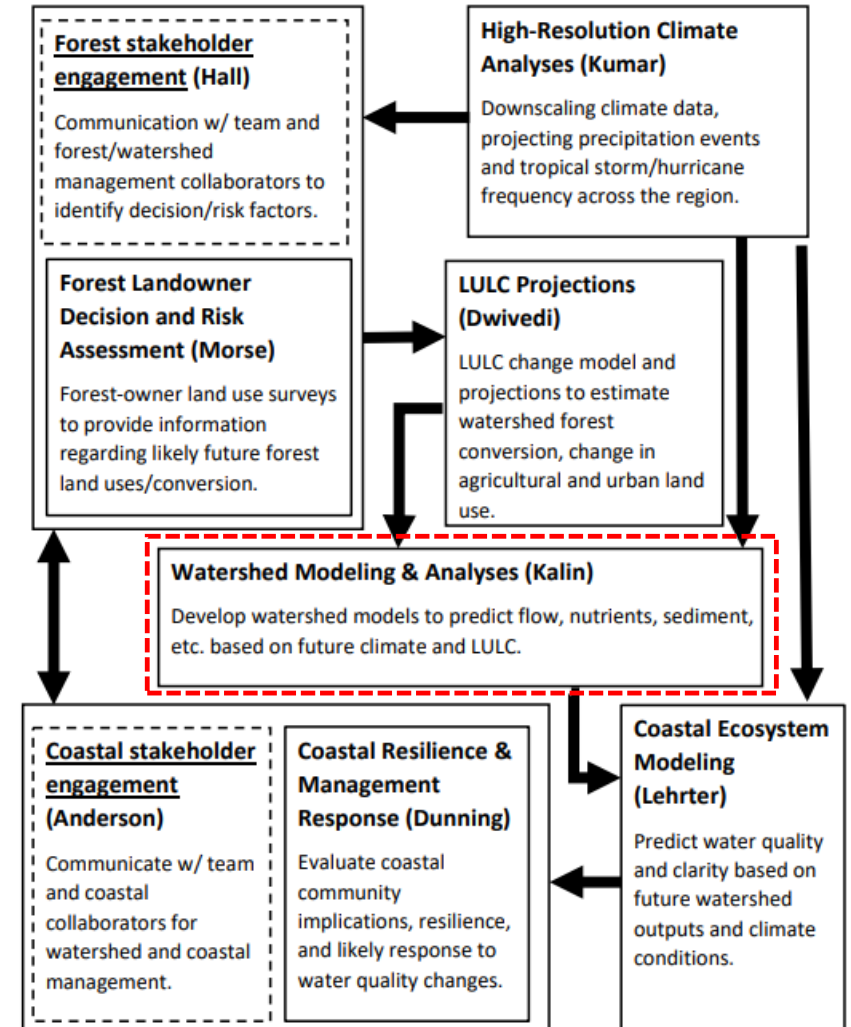 Forest stakeholder
engagement (Hall)
Communication w/ team and
forest/watershed
management collaborators to
identify decision/risk factors.
High-Resolution Climate
Analyses (Kumar)
Downscaling climate data,
projecting precipitation events
and tropical storm/hurricane
frequency across the region.
Forest Landowner
Decision and Risk
Assessment (Morse)
Forest-owner land use surveys
to provide information
regarding likely future forest
land uses/conversion.
LULC Projections
(Dwivedi)
LULC change model and
projections to estimate
watershed forest
conversion, change in
agricultural and urban land
use.
Watershed Modeling & Analyses (Kalin)
Develop watershed models to predict flow, nutrients, sediment,
etc. based on future climate and LULC.
Coastal stakeholder
engagement
(Anderson)
Communicate w/ team
and coastal
collaborators for
watershed and coastal
management.
Coastal Resilience &
Management
Response (Dunning)
Evaluate coastal
community
implications, resilience,
and likely response to
water quality changes.
Coastal Ecosystem
Modeling
(Lehrter)
Predict water quality
and clarity based on
future watershed
outputs and climate
conditions.